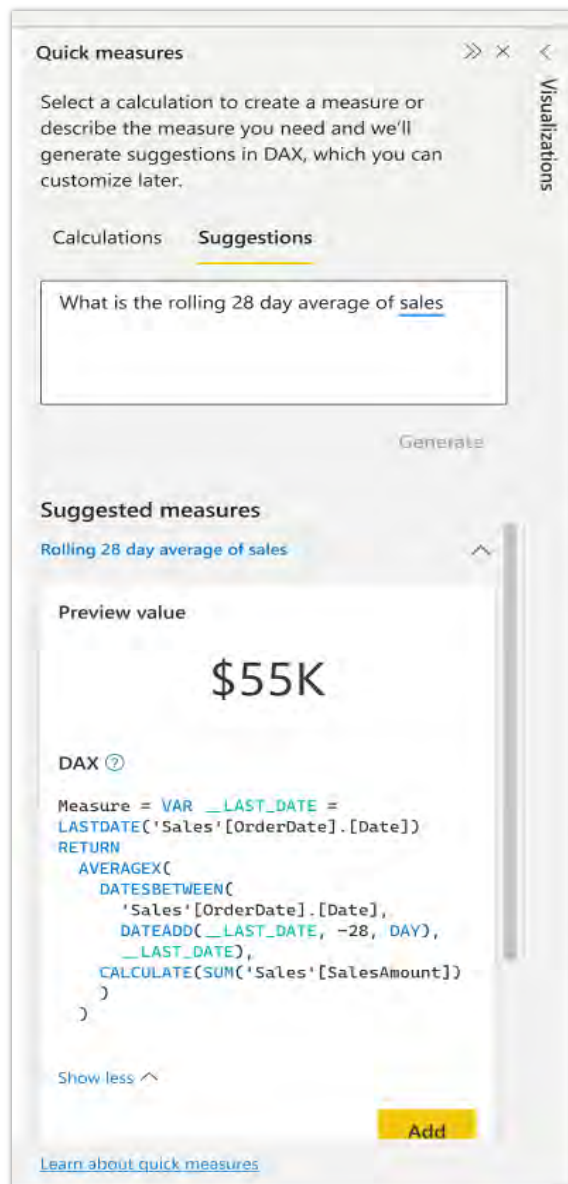 Quick measures
Visualizations
Select a calculation to create a measure or
describe the measure you need and we'll
generate suggestions in DAX, which you can
customize later.
Calculations Suggestions
What is the rolling 28 day average of sales
Generate
Suggested measures
Rolling 28 day average of sales
Preview value
$55K
DAX ?
Measure = VAR __LAST_DATE =
LASTDATE('Sales'[OrderDate].[Date])
RETURN
AVERAGEX(
DATESBETWEEN(
'Sales'[OrderDate].[Date],
DATEADD(__LAST_DATE, -28, DAY),
__LAST_DATE),
CALCULATE(SUM('Sales'[SalesAmount])
)
)
Show less
Add
Learn about quick measures